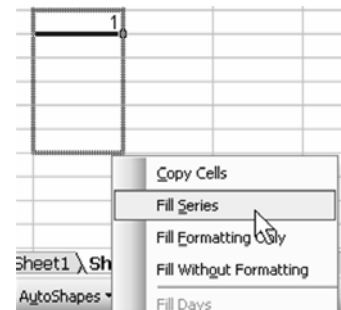 1
Copy Cells
Fill Series
Fill Formatting Only
Sheet1 Sh
Fill Without Formatting
AutoShapes
Fill Days